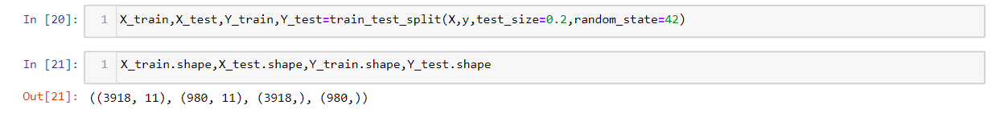 In [20]: 1 X_train,X_test,Y_train,Y_test=train_test_split(X,y,test_size=0.2,random_state=42)
In [21]: 1 X_train.shape,X_test.shape,Y_train.shape,Y_test.shape
Out[21]: ((3918, 11), (980, 11), (3918,), (980,))